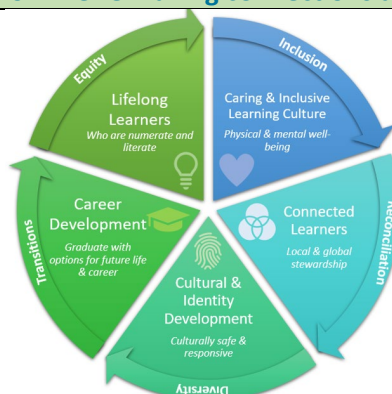 Equity
Inclusion
Lifelong
Learners
Who are numerate and
literate
Caring & Inclusive
Learning Culture
Physical & mental well-
being
Career
Development
Graduate with
options for future life
& career
Connected
Learners
Local & global
stewardship
Transitions
Reconciliation
Cultural &
Identity
Development
Culturally safe &
responsive
Diversity